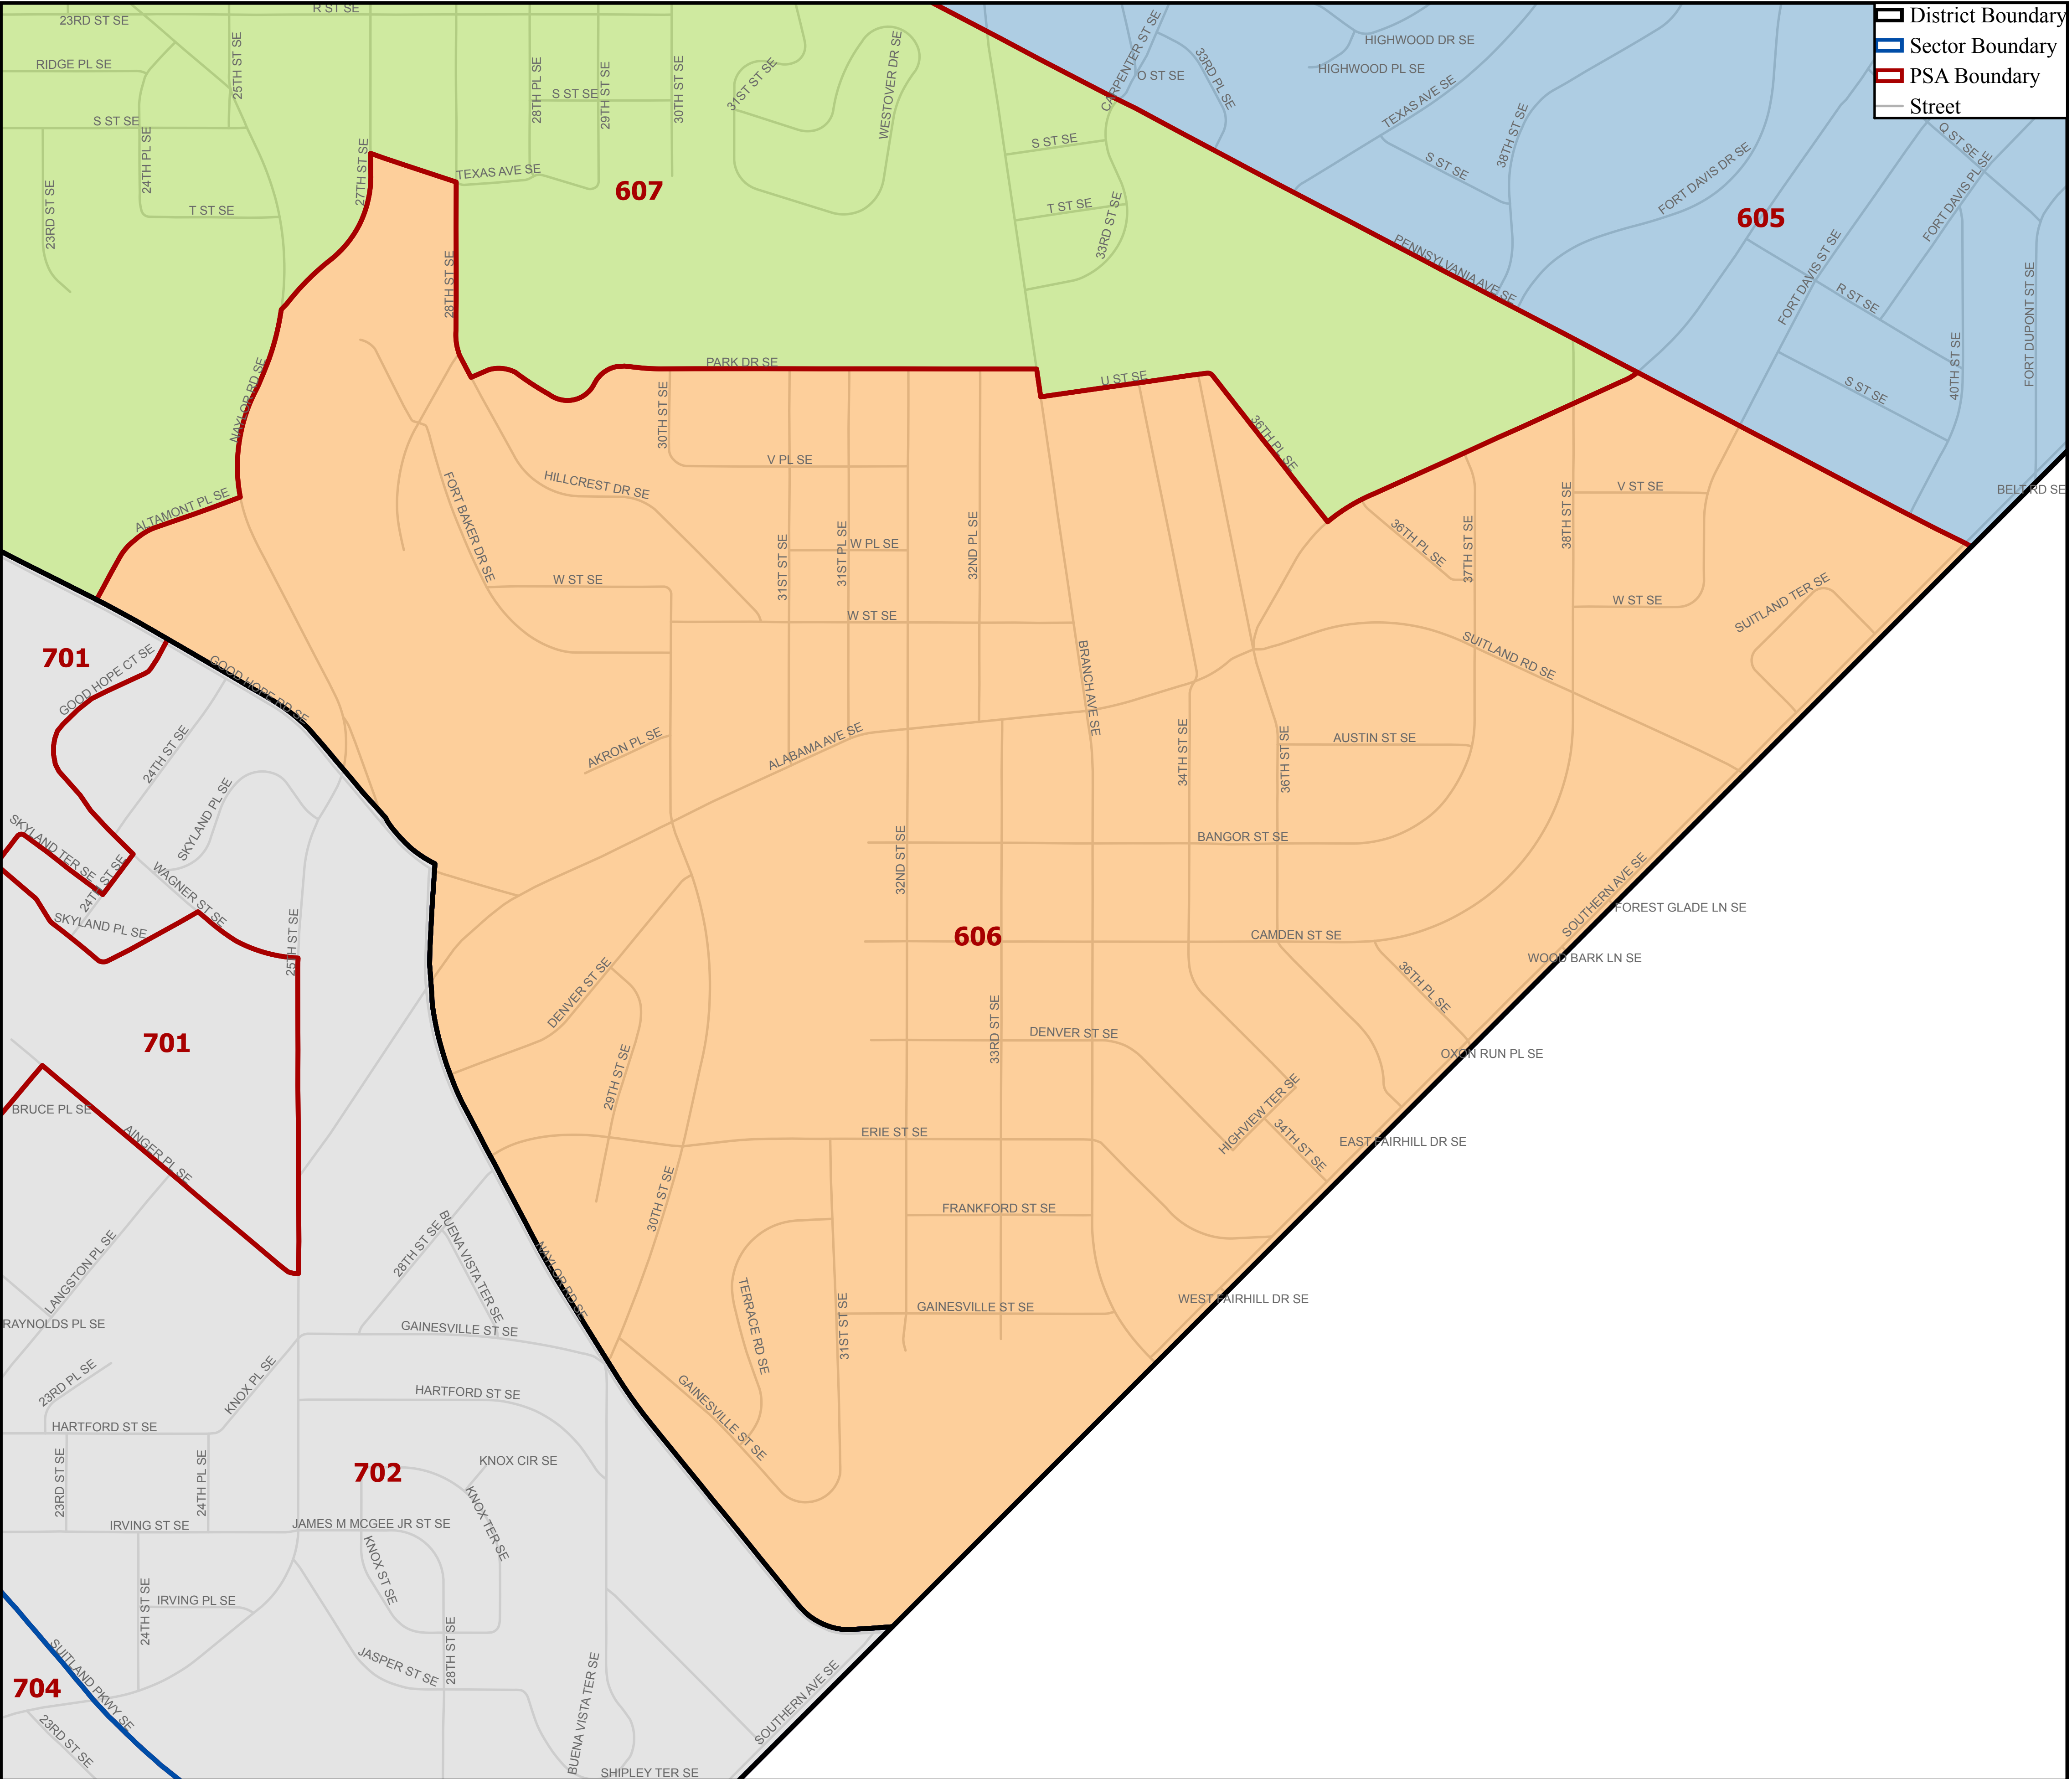 District Boundary
Sector Boundary
PSA Boundary
Street
R ST SE
23RD ST SE
25TH ST SE
RIDGE PL SE
S ST SE
24TH PL SE
23RD ST SE
T ST SE
27TH ST SE
28TH PL SE
S ST SE
29TH ST SE
30TH ST SE
31ST ST SE
WESTOVER DR SE
TEXAS AVE SE
607
28TH ST SE
S ST SE
T ST SE
33RD ST SE
CARPENTER ST SE
O ST SE
33RD PL SE
HIGHWOOD DR SE
HIGHWOOD PL SE
TEXAS AVE SE
S ST SE
38TH ST SE
FORT DAVIS DR SE
605
Q ST SE
FORT DAVIS PL SE
FORT DAVIS ST SE
R ST SE
S ST SE
40TH ST SE
FORT DUPONT ST SE
PENNSYLVANIA AVE SE
BELT RD SE
NAYLOR RD SE
ALTAMONT PL SE
PARK DR SE
U ST SE
36TH PL SE
30TH ST SE
V PL SE
HILLCREST DR SE
FORT BAKER DR SE
W ST SE
31ST ST SE
31ST PL SE
W PL SE
32ND PL SE
W ST SE
36TH PL SE
37TH ST SE
38TH ST SE
V ST SE
W ST SE
SUITLAND TER SE
SUITLAND RD SE
BRANCH AVE SE
701
GOOD HOPE CT SE
GOOD HOPE RD SE
24TH ST SE
SKYLAND PL SE
SKYLAND TER SE
24TH ST SE
WAGNER ST SE
SKYLAND PL SE
25TH ST SE
AKRON PL SE
ALABAMA AVE SE
34TH ST SE
36TH ST SE
AUSTIN ST SE
BANGOR ST SE
32ND ST SE
606
CAMDEN ST SE
SOUTHERN AVE SE
FOREST GLADE LN SE
WOOD BARK LN SE
36TH PL SE
DENVER ST SE
33RD ST SE
DENVER ST SE
OXON RUN PL SE
701
29TH ST SE
BRUCE PL SE
AINGER PL SE
HIGHVIEW TER SE
34TH ST SE
EAST FAIRHILL DR SE
ERIE ST SE
30TH ST SE
FRANKFORD ST SE
LANGSTON PL SE
28TH ST SE
BUENA VISTA TER SE
NAYLOR RD SE
TERRACE RD SE
31ST ST SE
GAINESVILLE ST SE
WEST FAIRHILL DR SE
RAYNOLDS PL SE
GAINESVILLE ST SE
23RD PL SE
KNOX PL SE
HARTFORD ST SE
GAINESVILLE ST SE
HARTFORD ST SE
23RD ST SE
24TH PL SE
702
KNOX CIR SE
KNOX TER SE
IRVING ST SE
JAMES M MCGEE JR ST SE
KNOX ST SE
24TH ST SE
IRVING PL SE
28TH ST SE
JASPER ST SE
BUENA VISTA TER SE
SOUTHERN AVE SE
704
SUITLAND PKWY SE
23RD ST SE
SHIPLEY TER SE